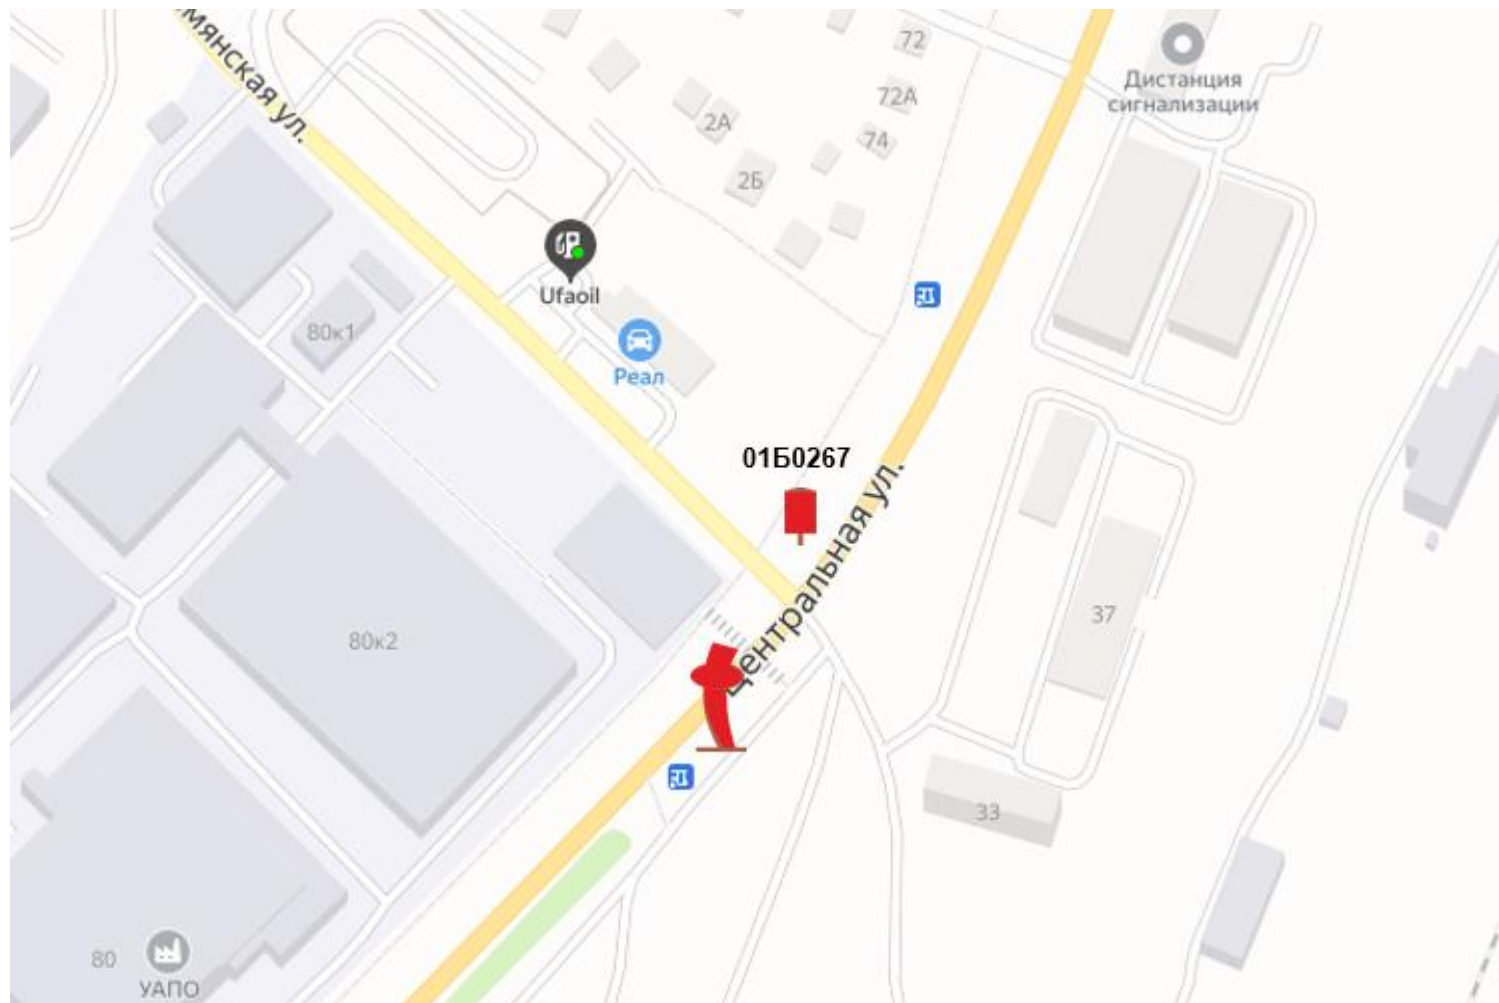 мянская ул.
72
Дистанция
сигнализации
72А
2А
74
2Б
Ufaoil
80к1
Реал
01Б0267
Центральная ул.
37
80к2
33
80
УАПО